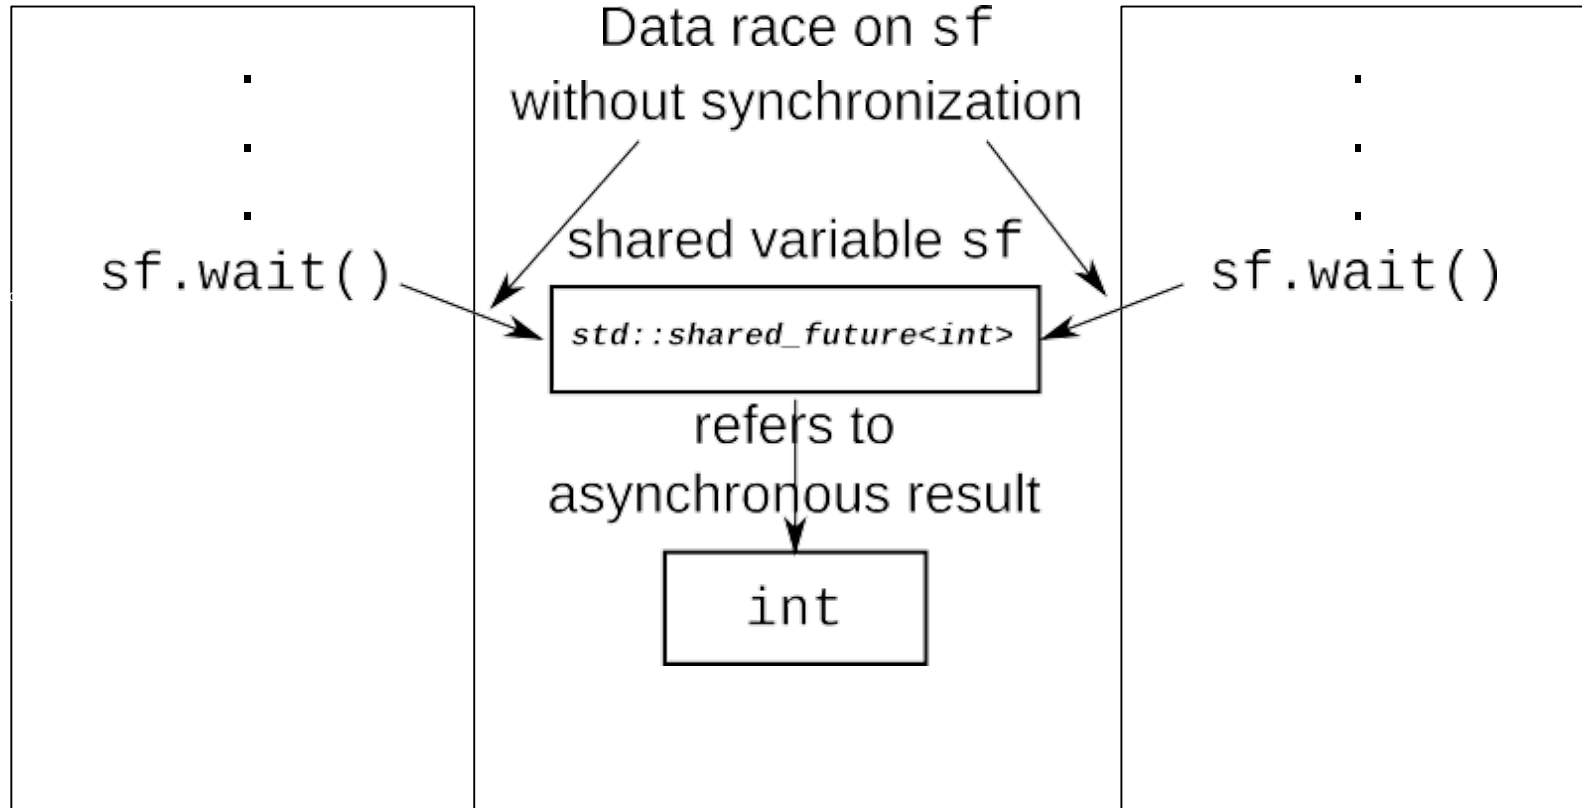 Data race on sf
without synchronization
shared variable sf
sf.wait()
sf.wait()
std::shared_future<int>
refers to
asynchronous result
int